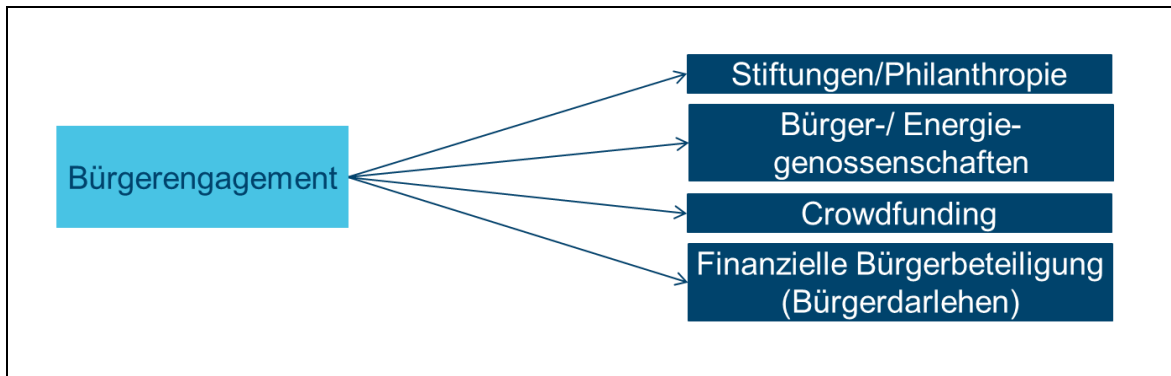 Stiftungen/Philanthropie
Bürger-/ Energie-
genossenschaften
Bürgerengagement
Crowdfunding
Finanzielle Bürgerbeteiligung
(Bürgerdarlehen)